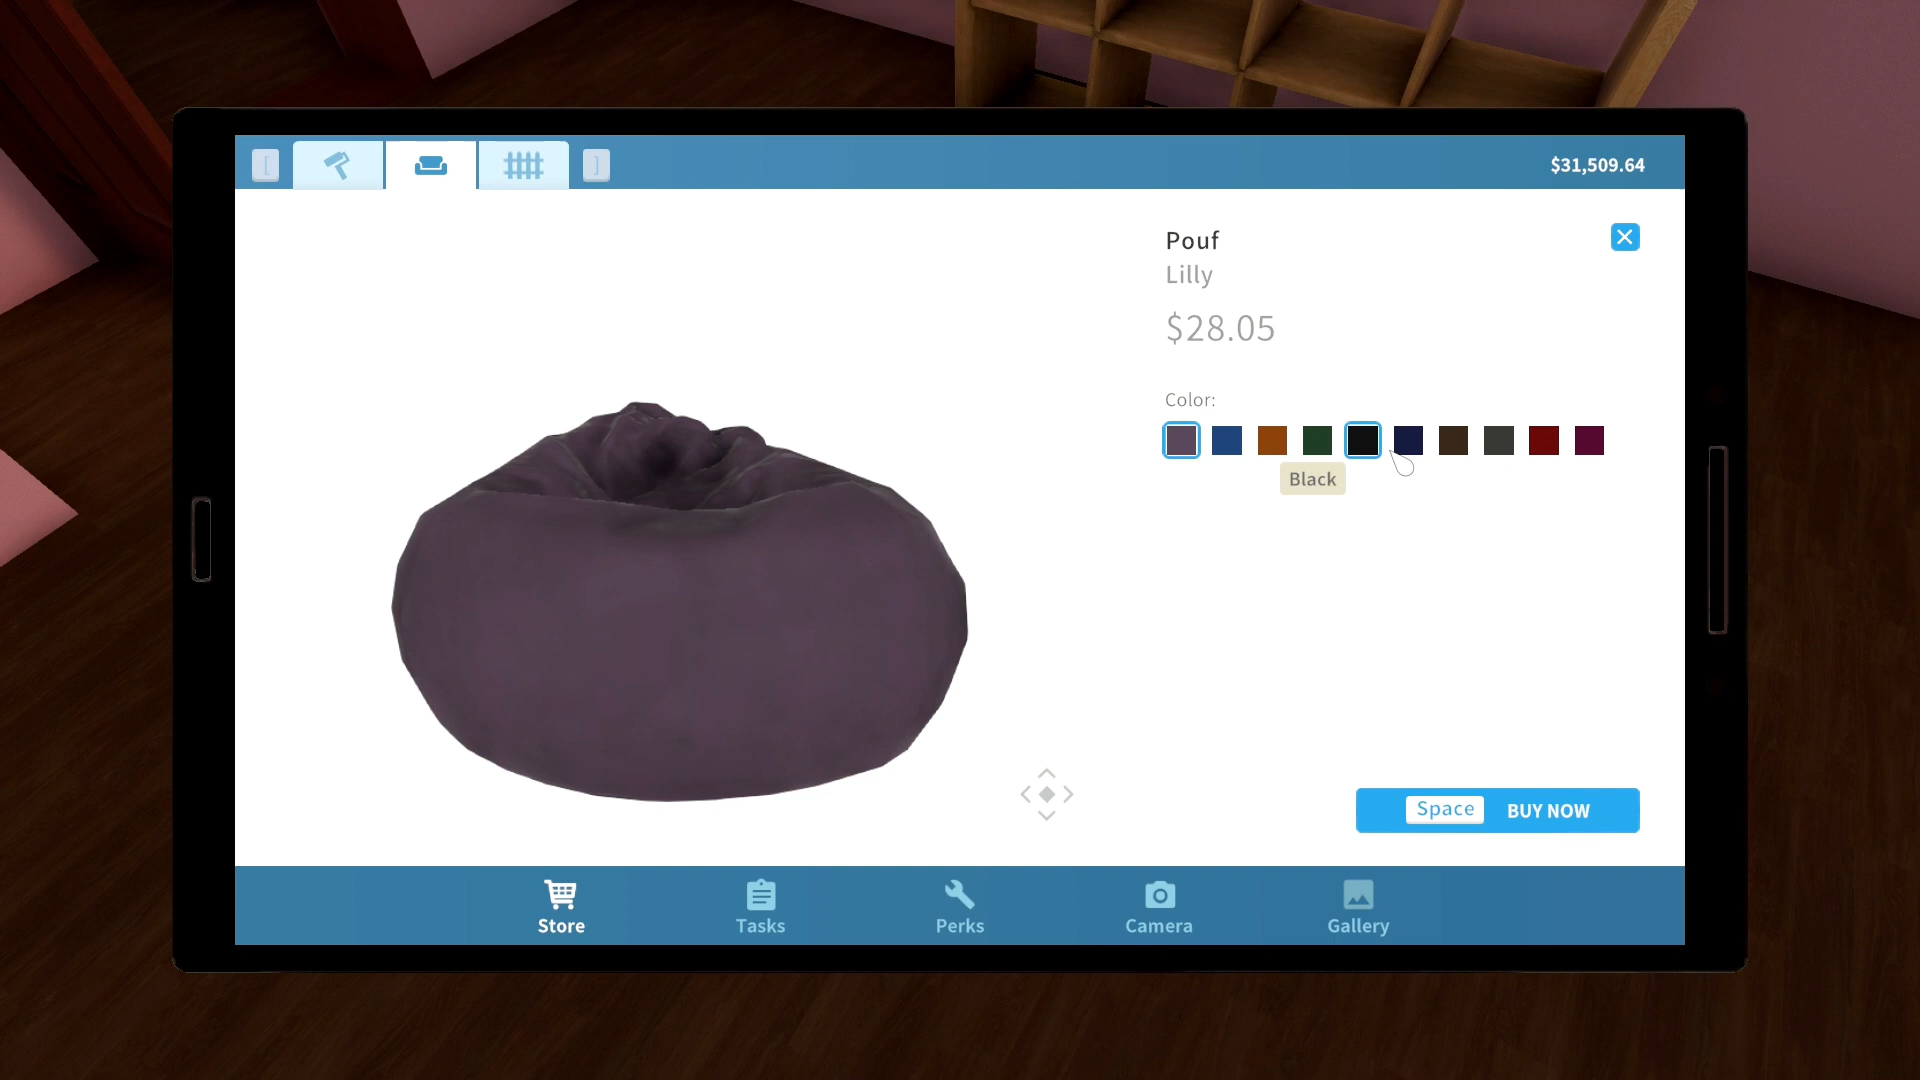 [
]
$31,509.64
Pouf
Lilly
$28.05
Color:
Black
Space BUY NOW
Store
Tasks
Perks
Camera
Gallery